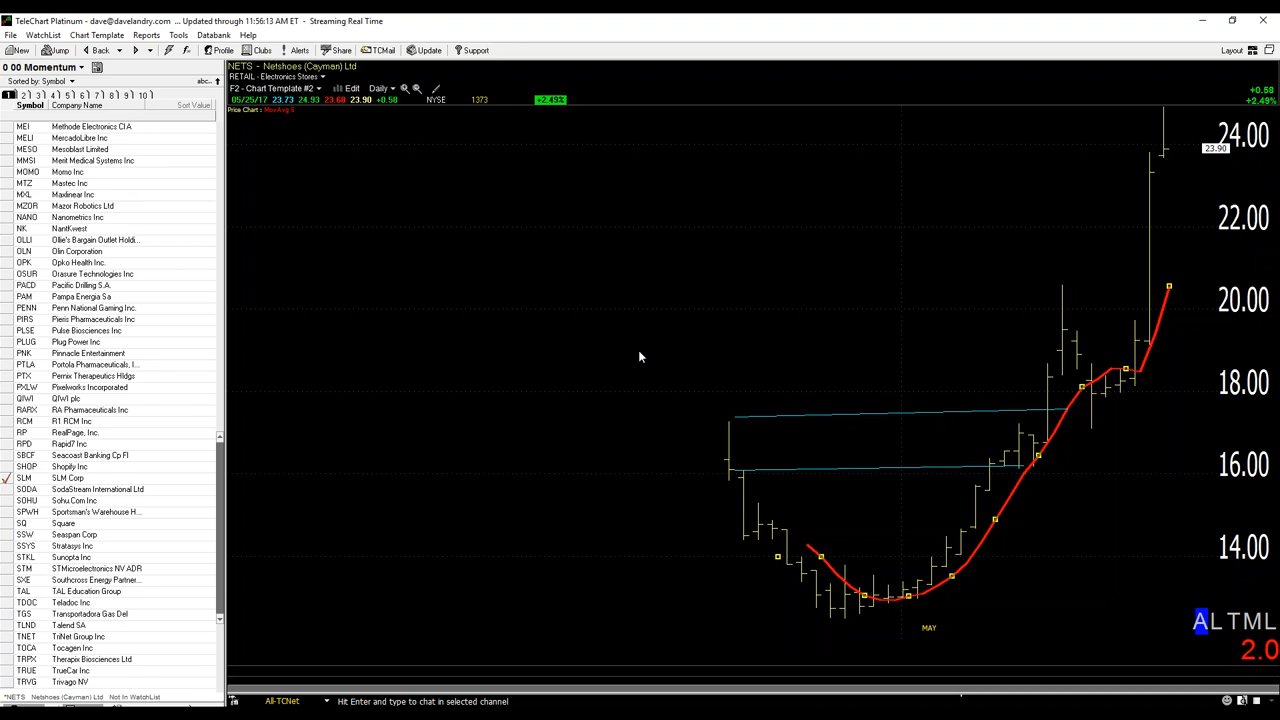 TeleChart Platinum - dave@davelandry.com ... Updated through 11:56:13 AM ET - Streaming Real Time
File WatchList Chart Template Reports Tools Databank Help
New Jump Back Profile Clubs Alerts Share TCMail Update Support Layout
0 00 Momentum
Sorted by: Symbol abc..
1 2 3 4 5 6 7 8 9 10
Symbol Company Name Sort Value
MEI Methode Electronics Cl A
MELI MercadoLibre Inc
MESO Mesoblast Limited
MMSI Merit Medical Systems Inc
MOMO Momo Inc
MTZ Mastec Inc
MXL Maxlinear Inc
MZOR Mazor Robotics Ltd
NANO Nanometrics Inc
NK NantKwest
OLLI Ollie's Bargain Outlet Holdi...
OLN Olin Corporation
OPK Opko Health Inc.
OSUR Orasure Technologies Inc
PACD Pacific Drilling S.A.
PAM Pampa Energia Sa
PENN Penn National Gaming Inc.
PIRS Pieris Pharmaceuticals Inc
PLSE Pulse Biosciences Inc
PLUG Plug Power Inc
PNK Pinnacle Entertainment
PTLA Portola Pharmaceuticals, I...
PTX Pernix Therapeutics Hldgs
PXLW Pixelworks Incorporated
QIWI QIWI plc
RARX RA Pharmaceuticals Inc
RCM R1 RCM Inc
RP RealPage, Inc.
RPD Rapid7 Inc
SBCF Seacoast Banking Cp Fl
SHOP Shopify Inc
SLM SLM Corp
SODA SodaStream International Ltd
SOHU Sohu.Com Inc
SPWH Sportsman's Warehouse H...
SQ Square
SSW Seaspan Corp
SSYS Stratasys Inc
STKL Sunopta Inc
STM STMicroelectronics NV ADR
SXE Southcross Energy Partner...
TAL TAL Education Group
TDOC Teladoc Inc
TGS Transportadora Gas Del
TLND Talend SA
TNET TriNet Group Inc
TOCA Tocagen Inc
TRPX Therapix Biosciences Ltd
TRUE TrueCar Inc
TRVG Trivago NV
*NETS Netshoes (Cayman) Ltd Not In WatchList
NETS - Netshoes (Cayman) Ltd
RETAIL - Electronics Stores
F2 - Chart Template #2 Edit Daily
05/25/17 23.73 24.93 23.68 23.90 +0.58 NYSE 1373 +2.49%
+0.58
+2.49%
Price Chart : MovAvg 6
24.00
23.90
22.00
20.00
18.00
16.00
14.00
MAY
ALTML
2.0
All-TCNet Hit Enter and type to chat in selected channel